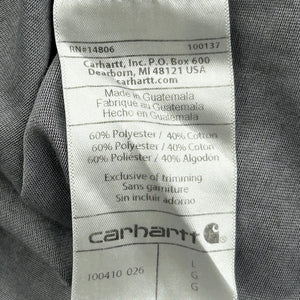 RN#14806 100137
Carhartt, Inc. P.O. Box 600
Dearborn, MI 48121 USA
carhartt.com
Made in Guatemala
Fabriqué au Guatemala
Hecho en Guatemala
60% Polyester / 40% Cotton
60% Polyester / 40% Coton
60% Poliéster / 40% Algodon
Exclusive of trimming
Sans garniture
Sin incluir adorno
carhartt
100410 026
L
G
G